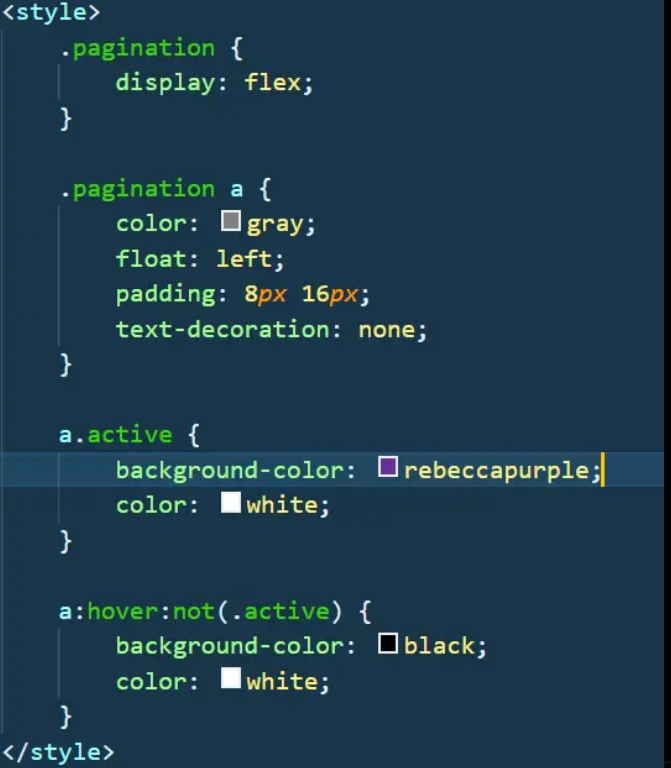 <style>
.pagination {
display: flex;
}
.pagination a {
color: gray;
float: left;
padding: 8px 16px;
text-decoration: none;
}
a.active {
background-color: rebeccapurple;
color: white;
}
a:hover:not(.active) {
background-color: black;
color: white;
}
</style>